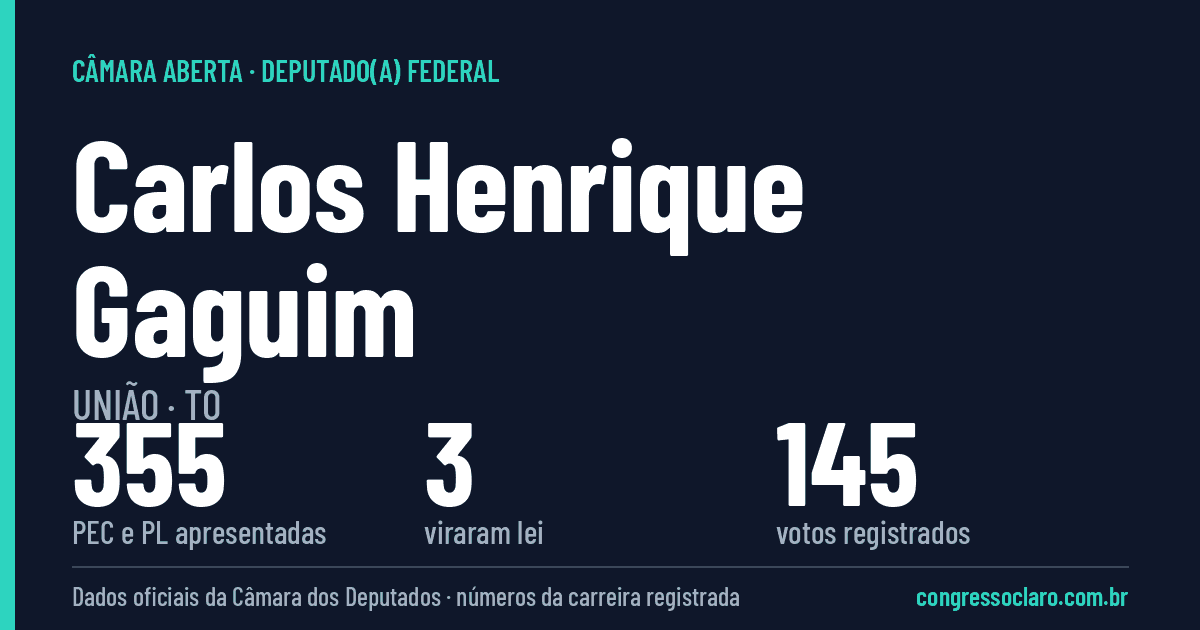 CÂMARA ABERTA · DEPUTADO(A) FEDERAL
Carlos Henrique
Gaguim
UNIÃO · TO
355
3
145
PEC e PL apresentadas
viraram lei
votos registrados
Dados oficiais da Câmara dos Deputados · números da carreira registrada
congressoclaro.com.br